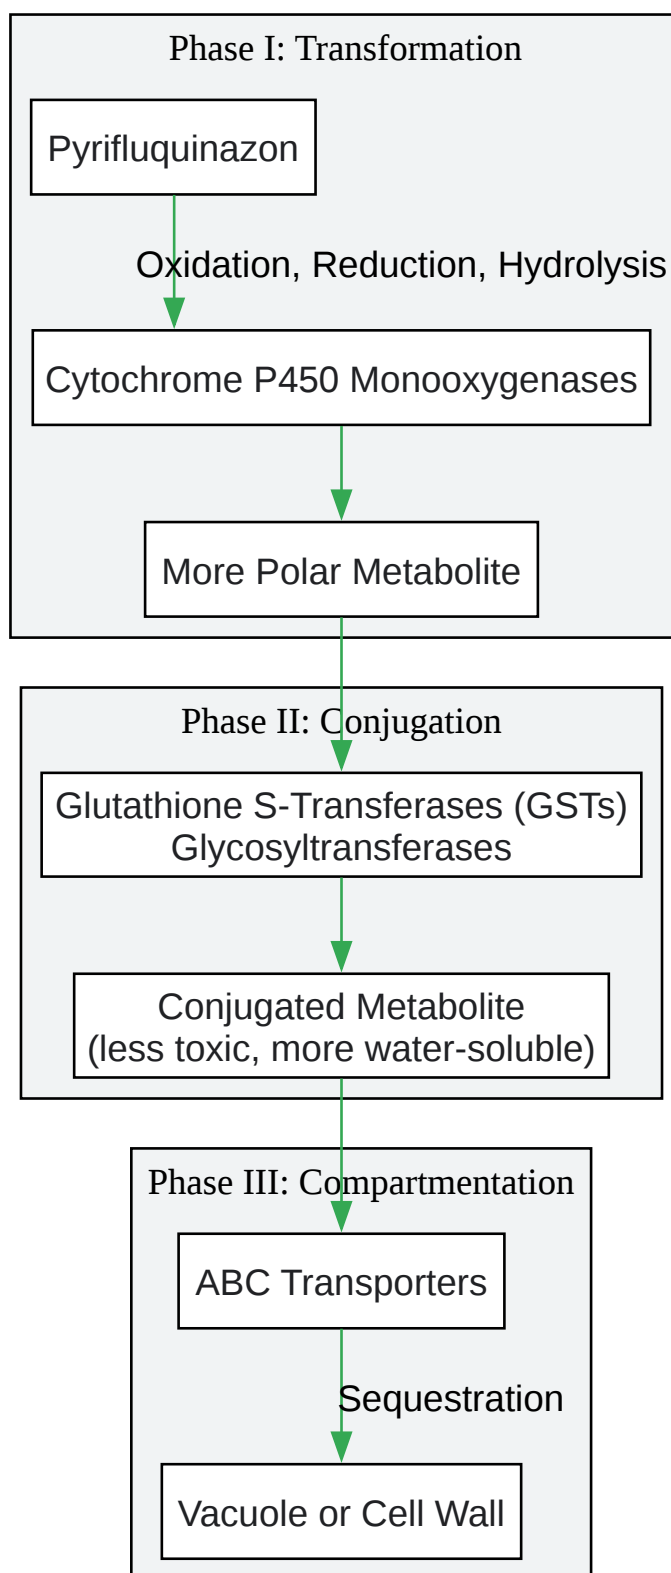 Phase I: Transformation
Pyrifluquinazon
Oxidation, Reduction, Hydrolysis
Cytochrome P450 Monooxygenases
More Polar Metabolite
Phase II: Conjugation
Glutathione S-Transferases (GSTs)
Glycosyltransferases
Conjugated Metabolite
(less toxic, more water-soluble)
Phase III: Compartmentation
ABC Transporters
Sequestration
Vacuole or Cell Wall